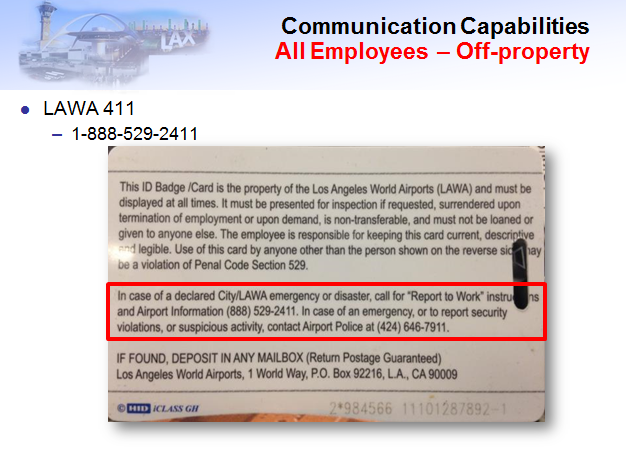 LAX
Communication Capabilities
All Employees – Off-property
● LAWA 411
– 1-888-529-2411
This ID Badge /Card is the property of the Los Angeles World Airports (LAWA) and must be
displayed at all times. It must be presented for inspection if requested, surrendered upon
termination of employment or upon demand, is non-transferable, and must not be loaned or
given to anyone else. The employee is responsible for keeping this card current, descriptive
and legible. Use of this card by anyone other than the person shown on the reverse may
be a violation of Penal Code Section 529.
In case of a declared City/LAWA emergency or disaster, call for “Report to Work”
and Airport Information (888) 529-2411. In case of an emergency, or to report security
violations, or suspicious activity, contact Airport Police at (424) 646-7911.
IF FOUND, DEPOSIT IN ANY MAILBOX (Return Postage Guaranteed)
Los Angeles World Airports, 1 World Way, P.O. Box 92216, L.A., CA 90009
© HID iCLASS GH
2*984566 11101287892-1